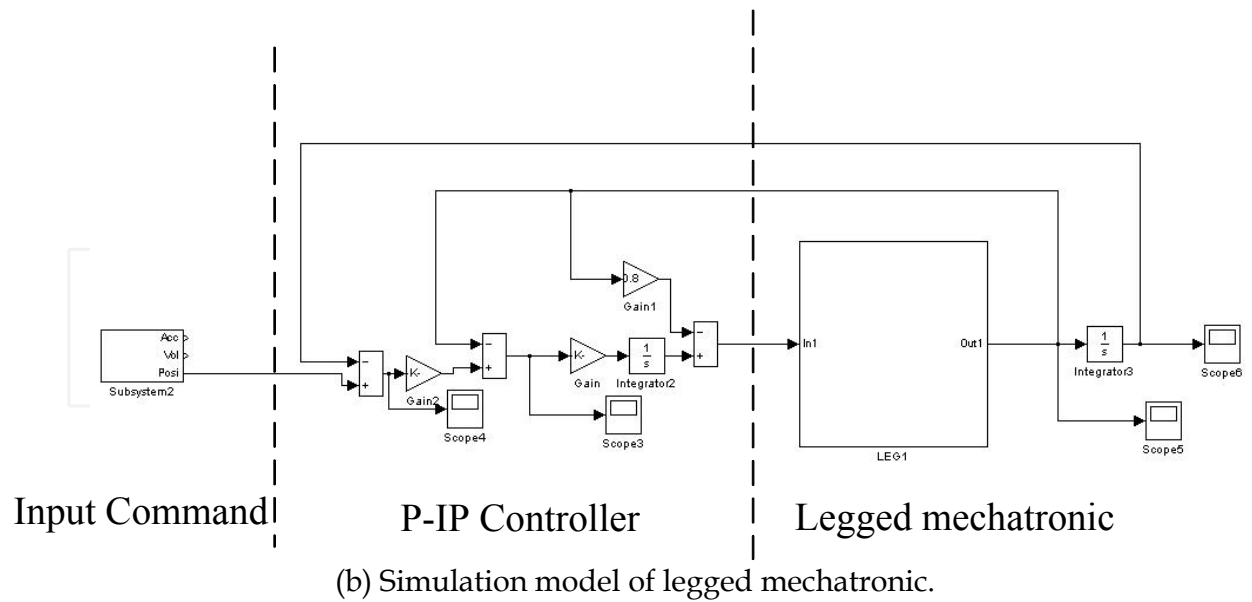 0.8
Gain1
Acc
Vol
Posi
Subsystem2
−
+
K-
Gain2
Scope4
−
+
K-
Gain
1
s
Integrator2
Scope3
−
+
In1
Out1
LEG1
1
s
Integrator3
Scope6
Scope5
Input Command
P-IP Controller
Legged mechatronic
(b) Simulation model of legged mechatronic.